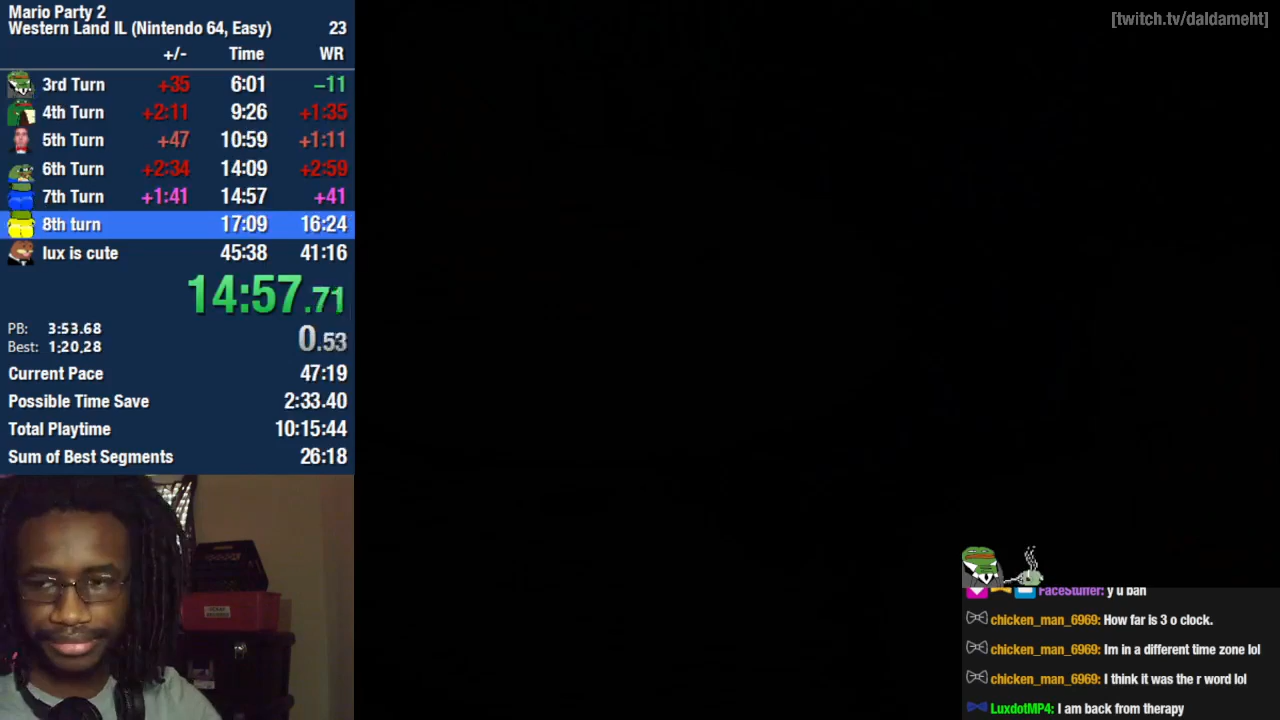 Mario Party 2
Western Land IL (Nintendo 64, Easy) 23
+/- Time WR
3rd Turn +35 6:01 −11
4th Turn +2:11 9:26 +1:35
5th Turn +47 10:59 +1:11
6th Turn +2:34 14:09 +2:59
7th Turn +1:41 14:57 +41
8th turn 17:09 16:24
lux is cute 45:38 41:16
14:57.71
PB: 3:53.68
Best: 1:20.28
0.53
Current Pace 47:19
Possible Time Save 2:33.40
Total Playtime 10:15:44
Sum of Best Segments 26:18
[twitch.tv/daldameht]
FaceStuffer: y u ban
chicken_man_6969: How far is 3 o clock.
chicken_man_6969: Im in a different time zone lol
chicken_man_6969: I think it was the r word lol
LuxdotMP4: I am back from therapy